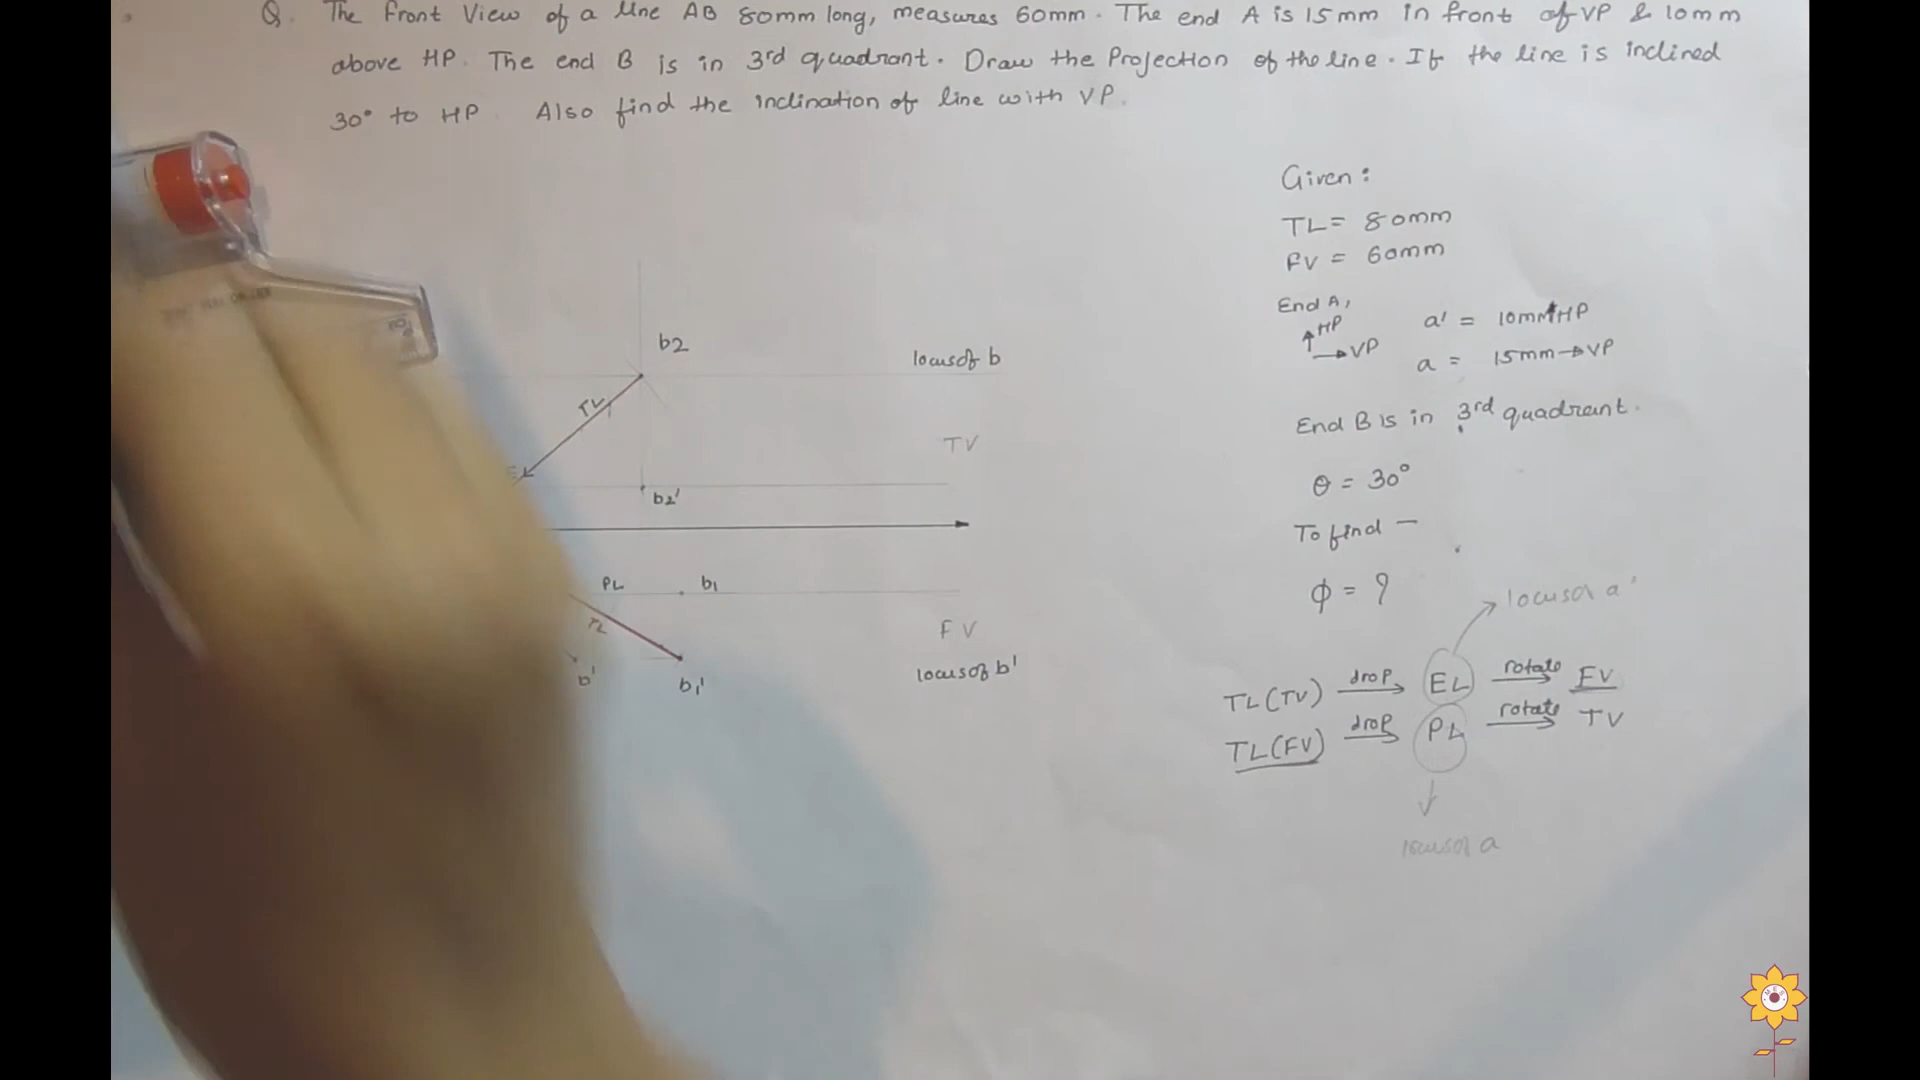 Q. The Front View of a line AB 80mm long, measures 60mm. The end A is 15mm in front of VP & 10mm
above HP. The end B is in 3rd quadrant. Draw the Projection of the line. If the line is inclined
30° to HP. Also find the inclination of line with VP.
Given:
TL = 80mm
FV = 60mm
End A,
↑HP
→VP
a' = 10mm↑HP
a = 15mm→VP
End B is in 3rd quadrant.
θ = 30°
To find —
ϕ = ?
locus of a'
TL(TV) drop EL rotate FV
TL(FV) drop PL rotate TV
locus of a
b2
locus of b
TV
TV
b2'
PL
b1
TL
FV
b'
b1'
locus of b'